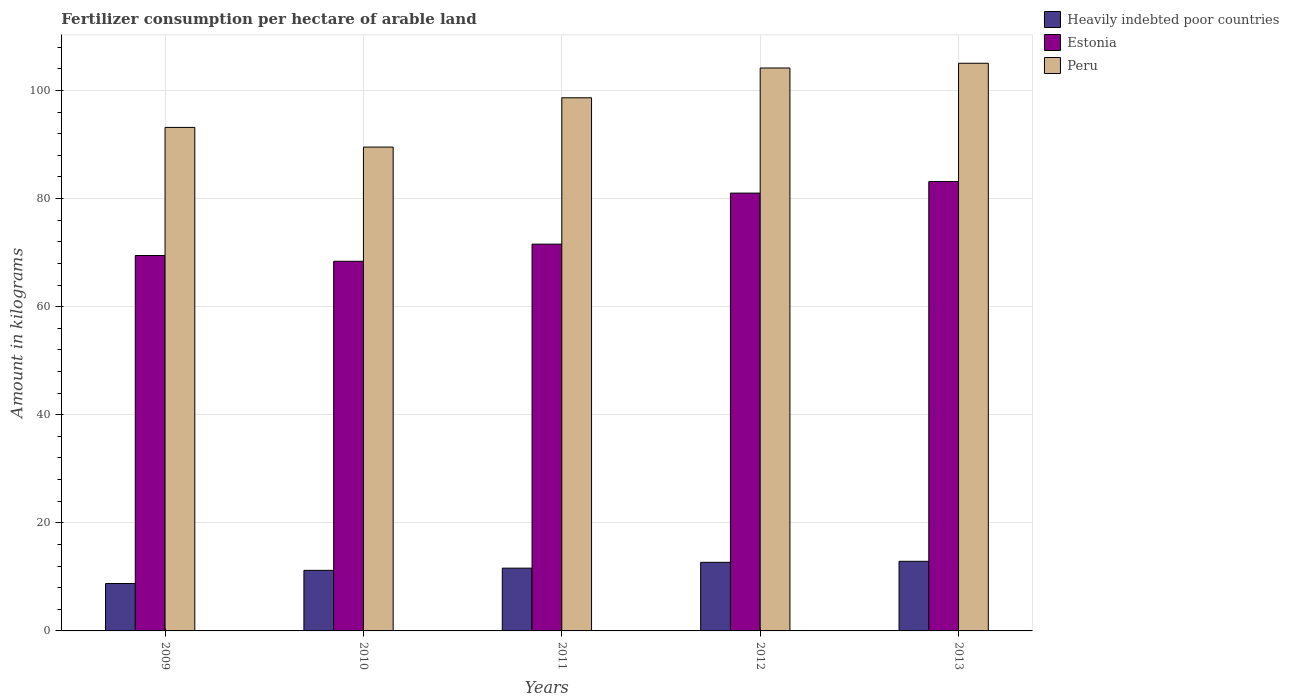 Fertilizer consumption per hectare of arable land
Heavily indebted poor countries
Estonia
Peru
Amount in kilograms
100
80
60
40
20
0
2009
2010
2011
2012
2013
Years